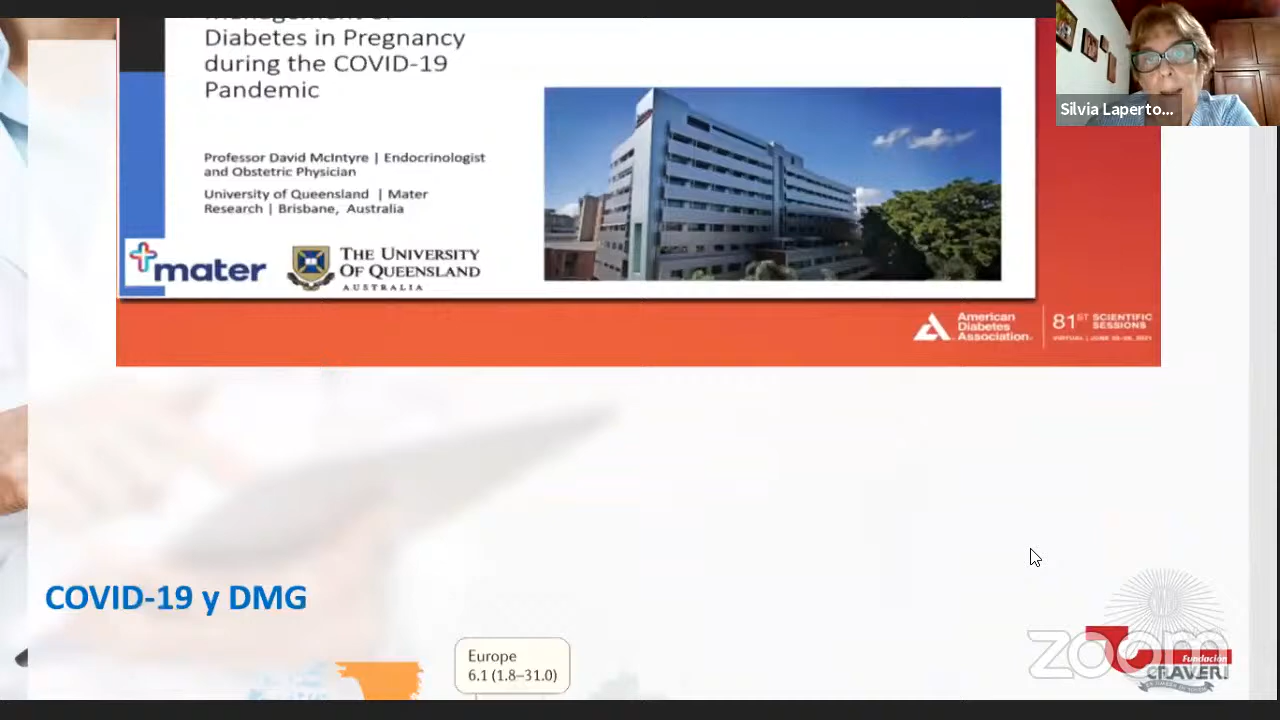 Management of
Diabetes in Pregnancy
during the COVID-19
Pandemic
Professor David McIntyre | Endocrinologist
and Obstetric Physician
University of Queensland | Mater
Research | Brisbane, Australia
mater
THE UNIVERSITY
OF QUEENSLAND
AUSTRALIA
American
Diabetes
Association
81ST SCIENTIFIC
SESSIONS
Silvia Laperto...
COVID-19 y DMG
Europe
6.1 (1.8–31.0)
zoom
Fundación
CRAVERI